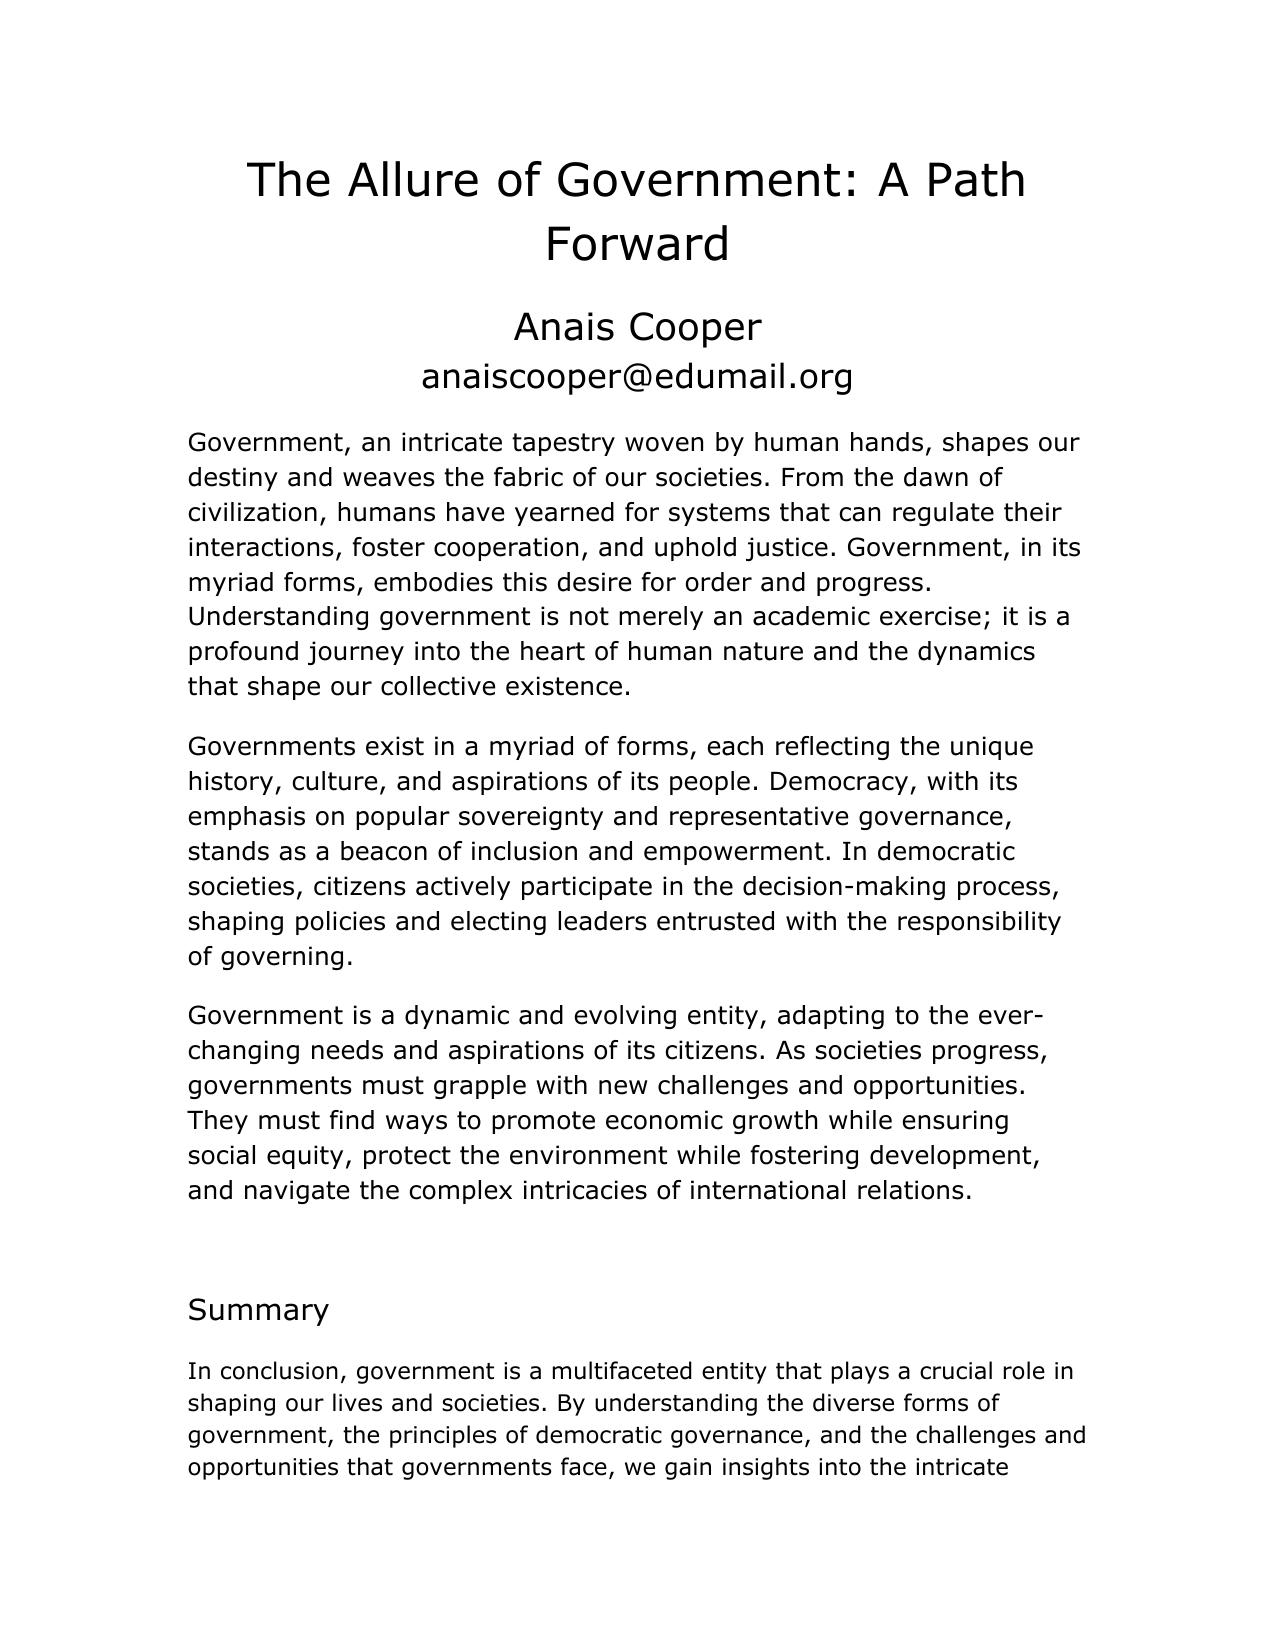 The Allure of Government: A Path
Forward
Anais Cooper
anaiscooper@edumail.org
Government, an intricate tapestry woven by human hands, shapes our
destiny and weaves the fabric of our societies. From the dawn of
civilization, humans have yearned for systems that can regulate their
interactions, foster cooperation, and uphold justice. Government, in its
myriad forms, embodies this desire for order and progress.
Understanding government is not merely an academic exercise; it is a
profound journey into the heart of human nature and the dynamics
that shape our collective existence.
Governments exist in a myriad of forms, each reflecting the unique
history, culture, and aspirations of its people. Democracy, with its
emphasis on popular sovereignty and representative governance,
stands as a beacon of inclusion and empowerment. In democratic
societies, citizens actively participate in the decision-making process,
shaping policies and electing leaders entrusted with the responsibility
of governing.
Government is a dynamic and evolving entity, adapting to the ever-
changing needs and aspirations of its citizens. As societies progress,
governments must grapple with new challenges and opportunities.
They must find ways to promote economic growth while ensuring
social equity, protect the environment while fostering development,
and navigate the complex intricacies of international relations.
Summary
In conclusion, government is a multifaceted entity that plays a crucial role in
shaping our lives and societies. By understanding the diverse forms of
government, the principles of democratic governance, and the challenges and
opportunities that governments face, we gain insights into the intricate